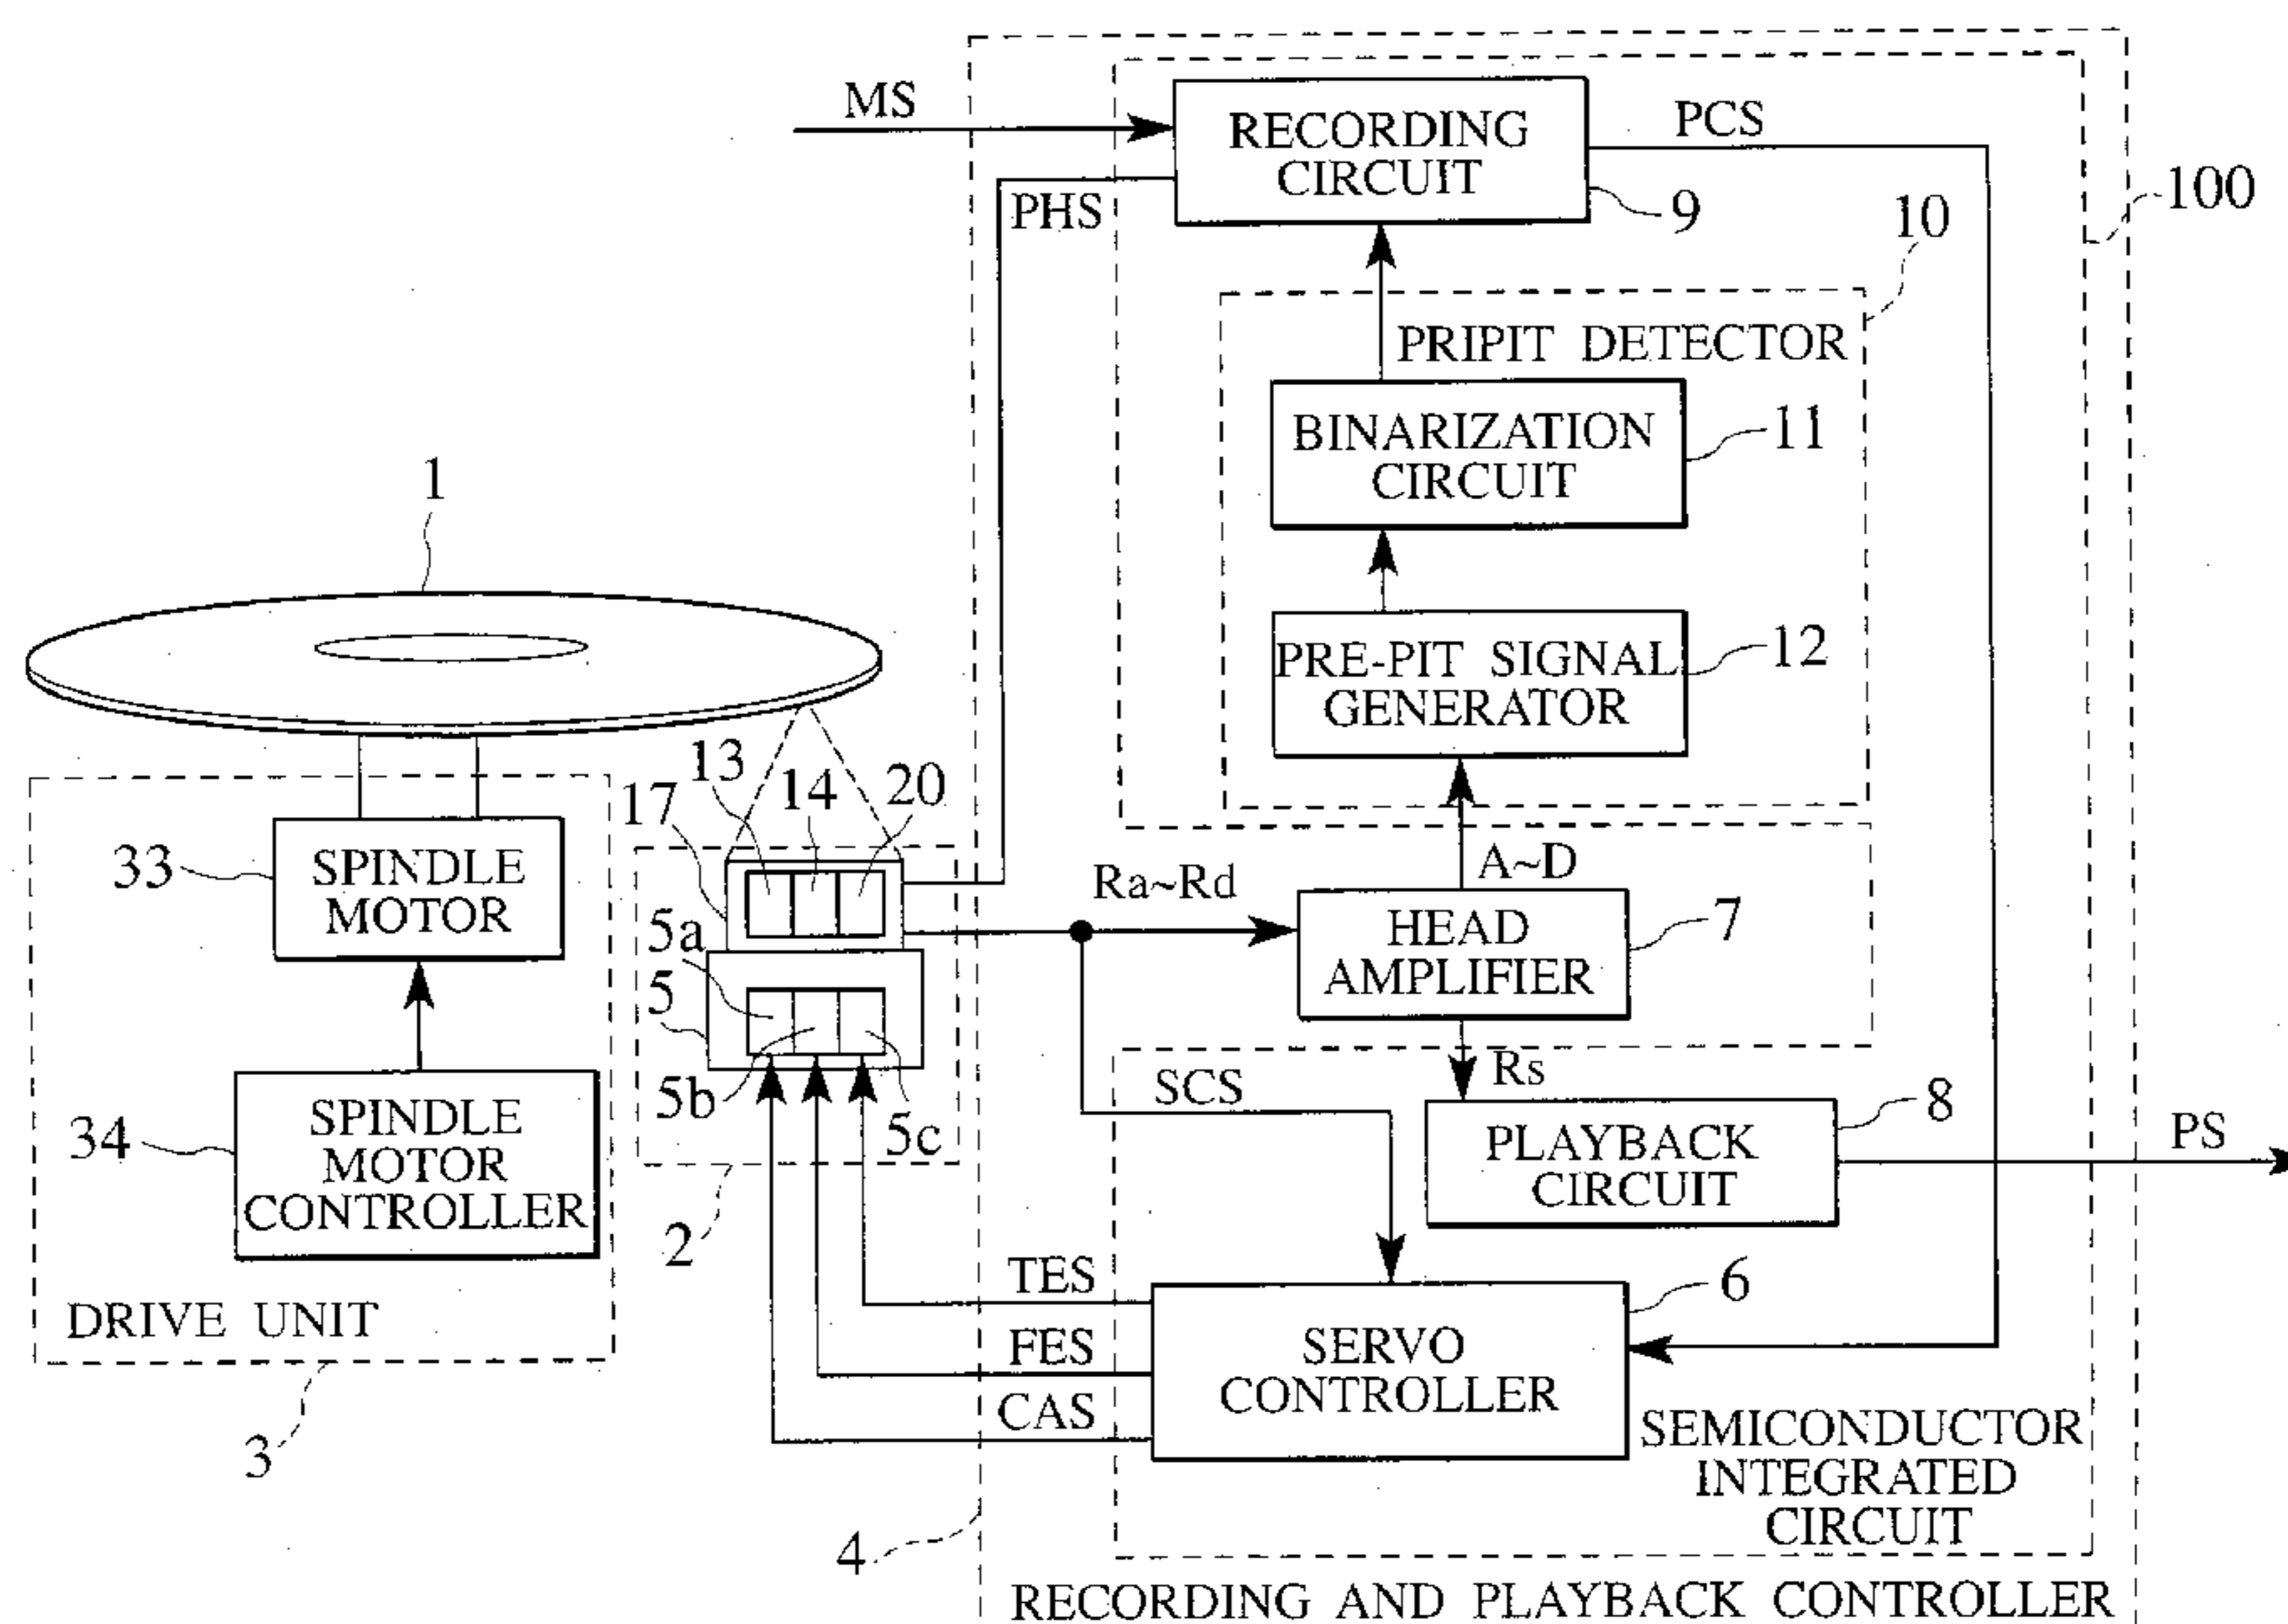 MS
RECORDING
CIRCUIT
PCS
PHS
9
10
100
PRIPIT DETECTOR
BINARIZATION
CIRCUIT
11
1
PRE-PIT SIGNAL
GENERATOR
12
13
14
20
17
33
SPINDLE
MOTOR
A~D
Ra~Rd
HEAD
AMPLIFIER
7
5a
5
5b
5c
Rs
SCS
8
PLAYBACK
CIRCUIT
PS
34
SPINDLE
MOTOR
CONTROLLER
2
TES
FES
CAS
6
SERVO
CONTROLLER
DRIVE UNIT
3
SEMICONDUCTOR
INTEGRATED
CIRCUIT
4
RECORDING AND PLAYBACK CONTROLLER